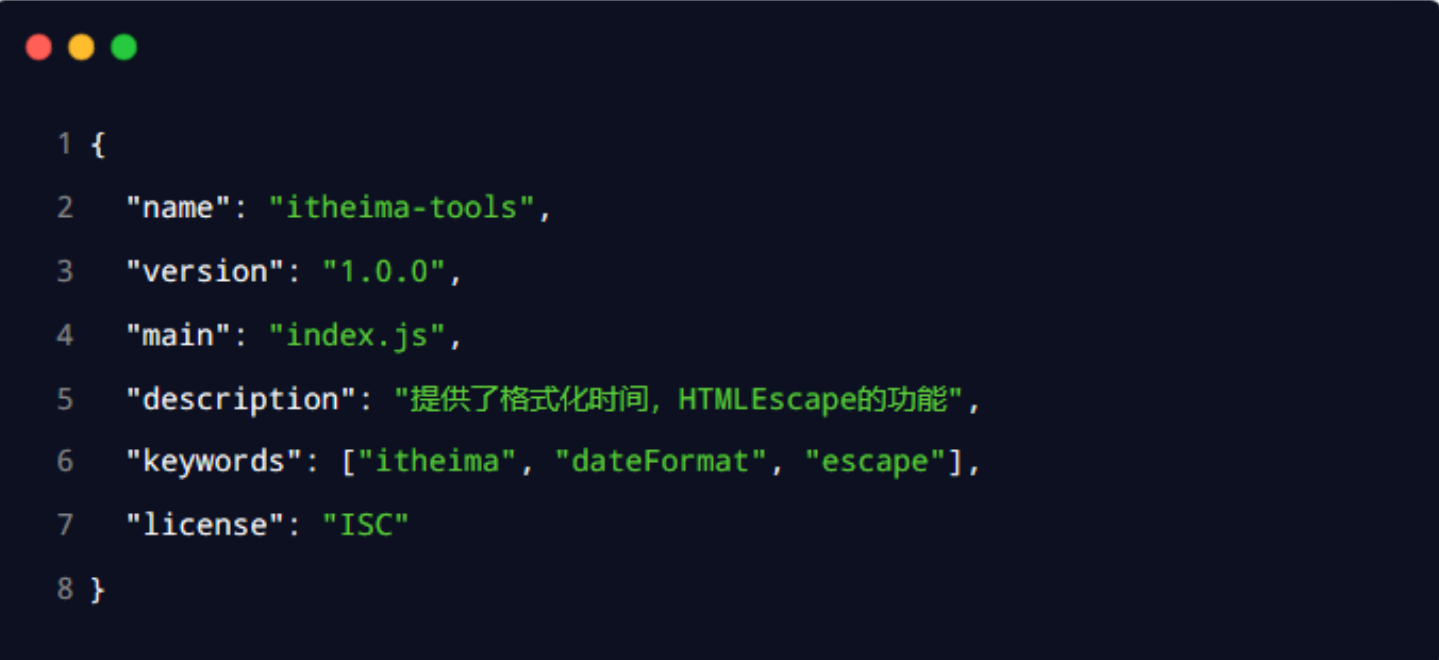 1 {
2   "name": "itheima-tools",
3   "version": "1.0.0",
4   "main": "index.js",
5   "description": "提供了格式化时间，HTMLEscape的功能",
6   "keywords": ["itheima", "dateFormat", "escape"],
7   "license": "ISC"
8 }